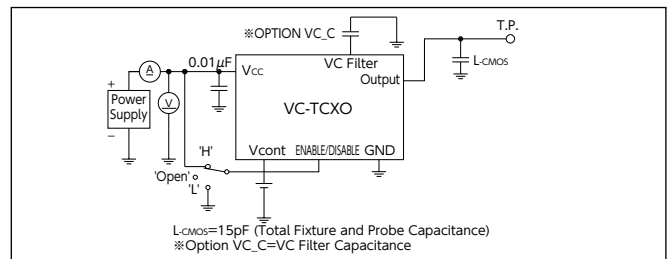 ※OPTION VC_C
T.P.
A
0.01μF
VCC
VC Filter
Output
L-CMOS
+
Power
Supply
−
V
VC-TCXO
'H'
Vcont
ENABLE/DISABLE
GND
'Open'
'L'
L-CMOS=15pF (Total Fixture and Probe Capacitance)
※Option VC_C=VC Filter Capacitance